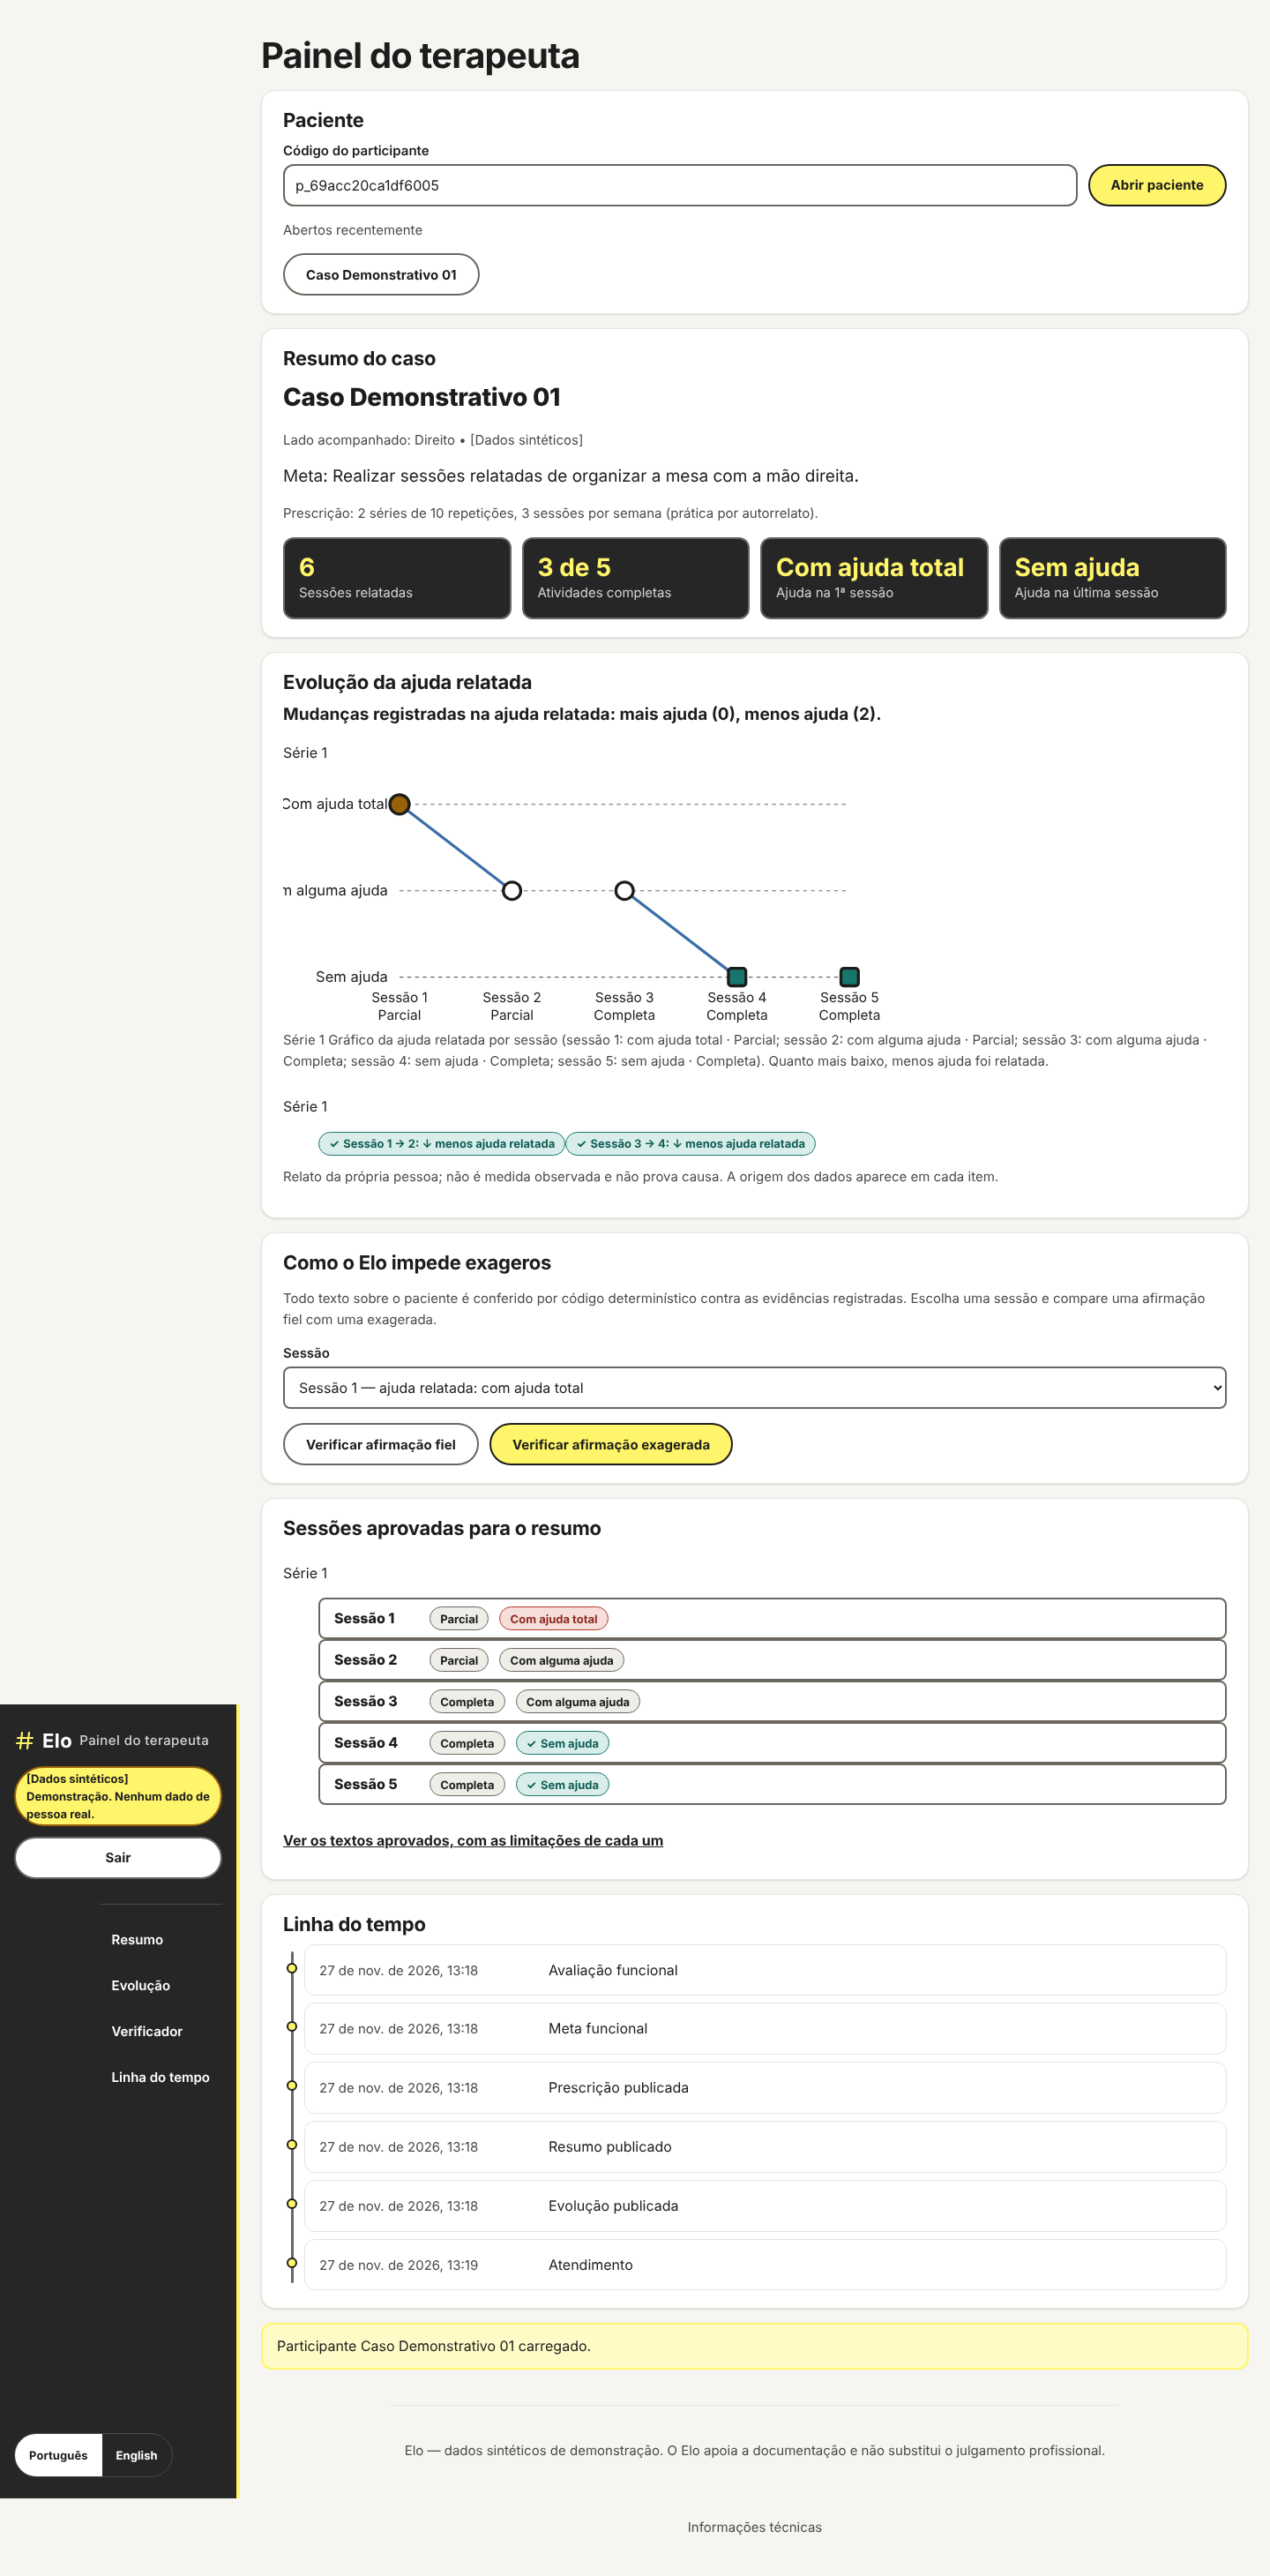 Painel do terapeuta
Paciente
Código do participante
p_69acc20ca1df6005
Abrir paciente
Abertos recentemente
Caso Demonstrativo 01
Resumo do caso
Caso Demonstrativo 01
Lado acompanhado: Direito • [Dados sintéticos]
Meta: Realizar sessões relatadas de organizar a mesa com a mão direita.
Prescrição: 2 séries de 10 repetições, 3 sessões por semana (prática por autorrelato).
6
Sessões relatadas
3 de 5
Atividades completas
Com ajuda total
Ajuda na 1ª sessão
Sem ajuda
Ajuda na última sessão
Evolução da ajuda relatada
Mudanças registradas na ajuda relatada: mais ajuda (0), menos ajuda (2).
Série 1
Com ajuda total
m alguma ajuda
Sem ajuda
Sessão 1 Sessão 2 Sessão 3 Sessão 4 Sessão 5
Parcial Parcial Completa Completa Completa
Série 1 Gráfico da ajuda relatada por sessão (sessão 1: com ajuda total · Parcial; sessão 2: com alguma ajuda · Parcial; sessão 3: com alguma ajuda ·
Completa; sessão 4: sem ajuda · Completa; sessão 5: sem ajuda · Completa). Quanto mais baixo, menos ajuda foi relatada.
Série 1
✓ Sessão 1 → 2: ↓ menos ajuda relatada
✓ Sessão 3 → 4: ↓ menos ajuda relatada
Relato da própria pessoa; não é medida observada e não prova causa. A origem dos dados aparece em cada item.
Como o Elo impede exageros
Todo texto sobre o paciente é conferido por código determinístico contra as evidências registradas. Escolha uma sessão e compare uma afirmação
fiel com uma exagerada.
Sessão
Sessão 1 — ajuda relatada: com ajuda total
Verificar afirmação fiel
Verificar afirmação exagerada
Sessões aprovadas para o resumo
Série 1
Sessão 1 Parcial Com ajuda total
Sessão 2 Parcial Com alguma ajuda
Sessão 3 Completa Com alguma ajuda
Sessão 4 Completa ✓ Sem ajuda
Sessão 5 Completa ✓ Sem ajuda
Ver os textos aprovados, com as limitações de cada um
Linha do tempo
27 de nov. de 2026, 13:18 Avaliação funcional
27 de nov. de 2026, 13:18 Meta funcional
27 de nov. de 2026, 13:18 Prescrição publicada
27 de nov. de 2026, 13:18 Resumo publicado
27 de nov. de 2026, 13:18 Evolução publicada
27 de nov. de 2026, 13:19 Atendimento
Participante Caso Demonstrativo 01 carregado.
Elo — dados sintéticos de demonstração. O Elo apoia a documentação e não substitui o julgamento profissional.
Informações técnicas
# Elo Painel do terapeuta
[Dados sintéticos]
Demonstração. Nenhum dado de
pessoa real.
Sair
Resumo
Evolução
Verificador
Linha do tempo
Português English